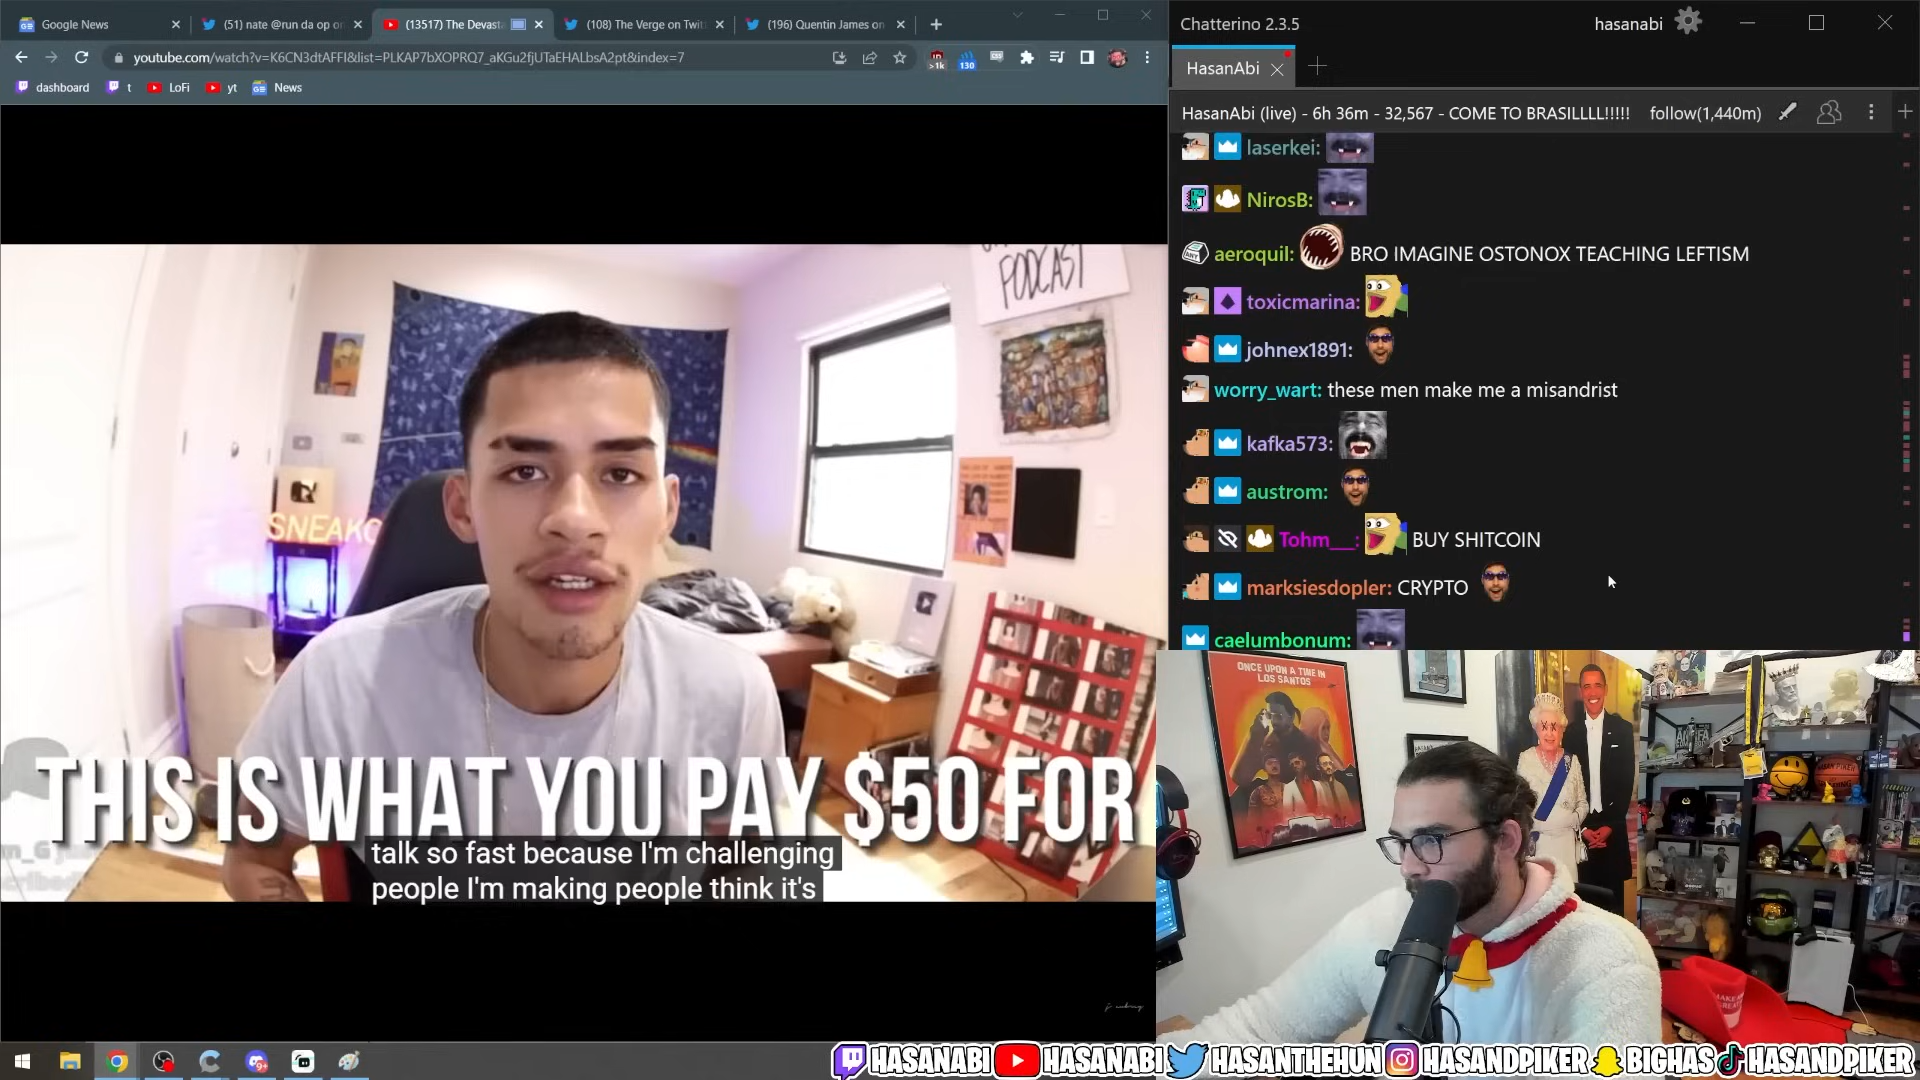 Google News
(51) nate @run da op on
(13517) The Devasta
(108) The Verge on Twit
(196) Quentin James on
youtube.com/watch?v=K6CN3dtAFFI&list=PLKAP7bXOPRQ7_aKGu2fjUTaEHALbsA2pt&index=7
>1k
130
dashboard
t
LoFi
yt
News
Chatterino 2.3.5
hasanabi
HasanAbi
HasanAbi (live) - 6h 36m - 32,567 - COME TO BRASILLLL!!!!!
follow(1,440m)
laserkei:
NirosB:
aeroquil: BRO IMAGINE OSTONOX TEACHING LEFTISM
toxicmarina:
johnex1891:
worry_wart: these men make me a misandrist
kafka573:
austrom:
Tohm___: BUY SHITCOIN
marksiesdopler: CRYPTO
caelumbonum:
PODCAST
SNEAKO
THIS IS WHAT YOU PAY $50 FOR
talk so fast because I'm challenging
people I'm making people think it's
ONCE UPON A TIME IN
LOS SANTOS
HASANABI
HASANABI
HASANTHEHUN
HASANDPIKER
BIGHAS
HASANDPIKER